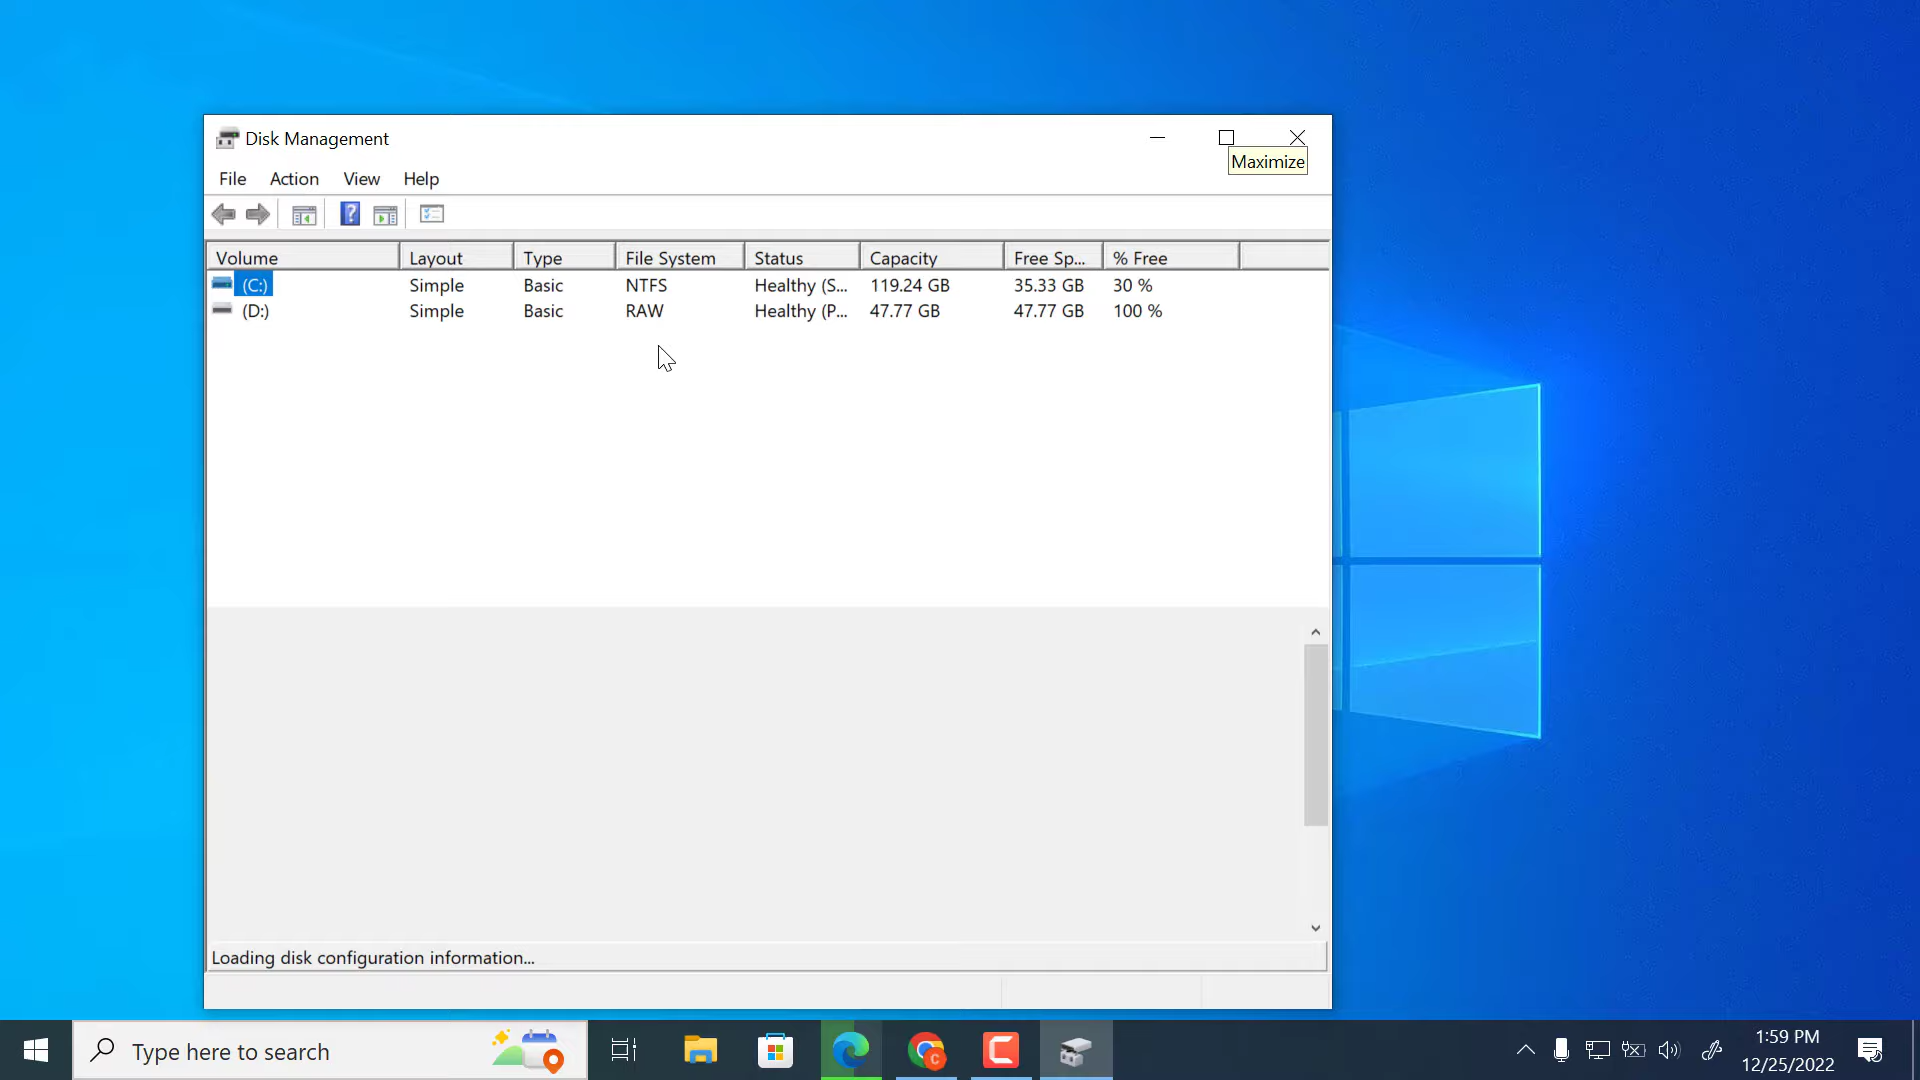 Disk Management
Maximize
File Action View Help
Volume Layout Type File System Status Capacity Free Sp... % Free
(C:) Simple Basic NTFS Healthy (S... 119.24 GB 35.33 GB 30 %
(D:) Simple Basic RAW Healthy (P... 47.77 GB 47.77 GB 100 %
Loading disk configuration information...
Type here to search
1:59 PM
12/25/2022